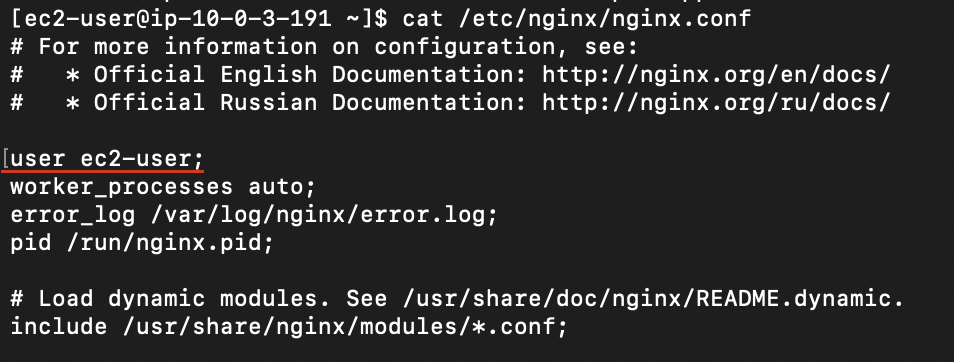 [ec2-user@ip-10-0-3-191 ~]$ cat /etc/nginx/nginx.conf
# For more information on configuration, see:
#   * Official English Documentation: http://nginx.org/en/docs/
#   * Official Russian Documentation: http://nginx.org/ru/docs/

user ec2-user;
worker_processes auto;
error_log /var/log/nginx/error.log;
pid /run/nginx.pid;

# Load dynamic modules. See /usr/share/doc/nginx/README.dynamic.
include /usr/share/nginx/modules/*.conf;